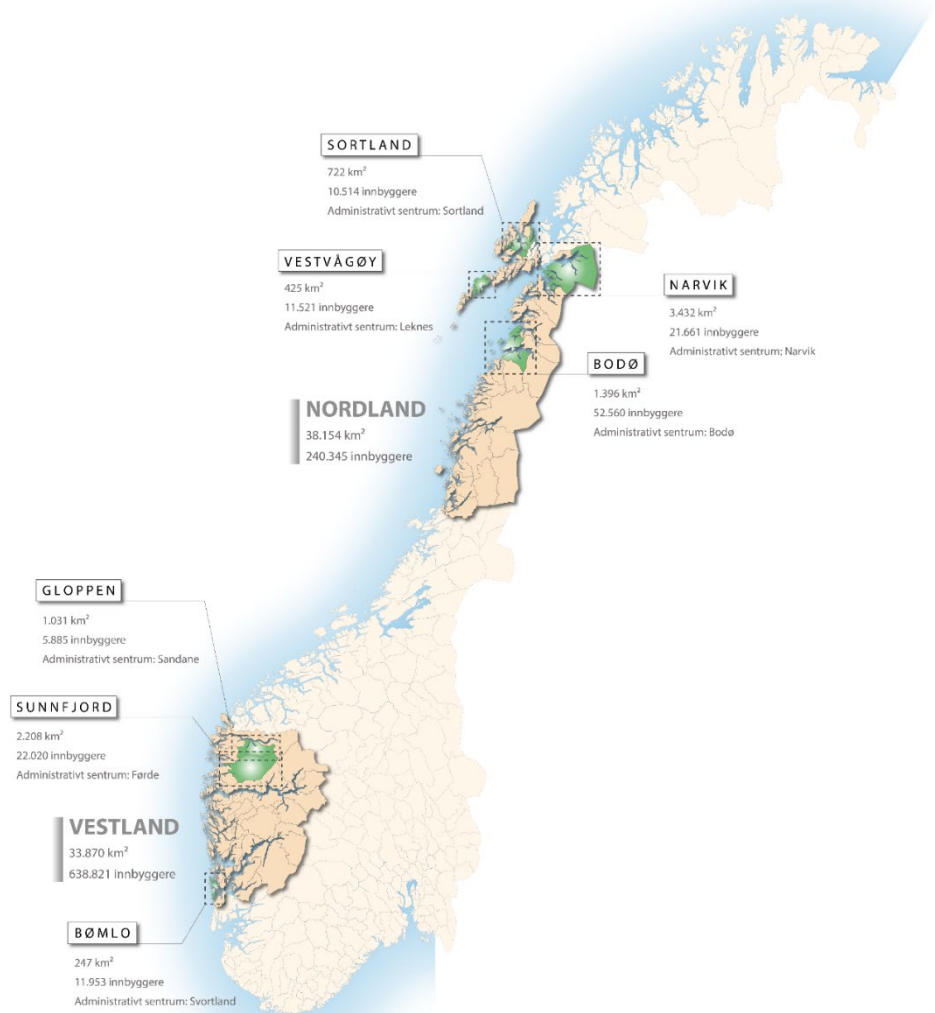 SORTLAND
722 km²
10.514 innbyggere
Administrativt sentrum: Sortland
VESTVÅGØY
425 km²
11.521 innbyggere
Administrativt sentrum: Leknes
NARVIK
3.432 km²
21.661 innbyggere
Administrativt sentrum: Narvik
BODØ
1.396 km²
52.560 innbyggere
Administrativt sentrum: Bodø
NORDLAND
38.154 km²
240.345 innbyggere
GLOPPEN
1.031 km²
5.885 innbyggere
Administrativt sentrum: Sandane
SUNNFJORD
2.208 km²
22.020 innbyggere
Administrativt sentrum: Førde
VESTLAND
33.870 km²
638.821 innbyggere
BØMLO
247 km²
11.953 innbyggere
Administrativt sentrum: Svortland